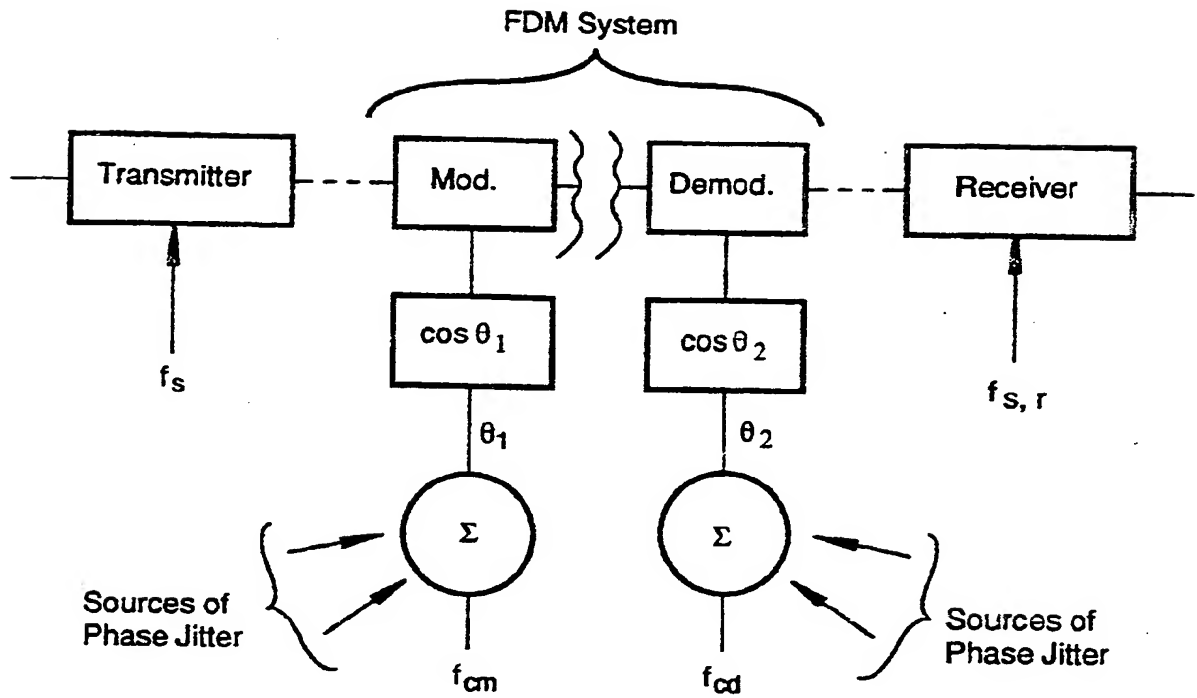 FDM System
Transmitter
Mod.
Demod.
Receiver
cos θ1
cos θ2
fs
fs, r
θ1
θ2
Σ
Σ
Sources of
Phase Jitter
Sources of
Phase Jitter
fcm
fcd